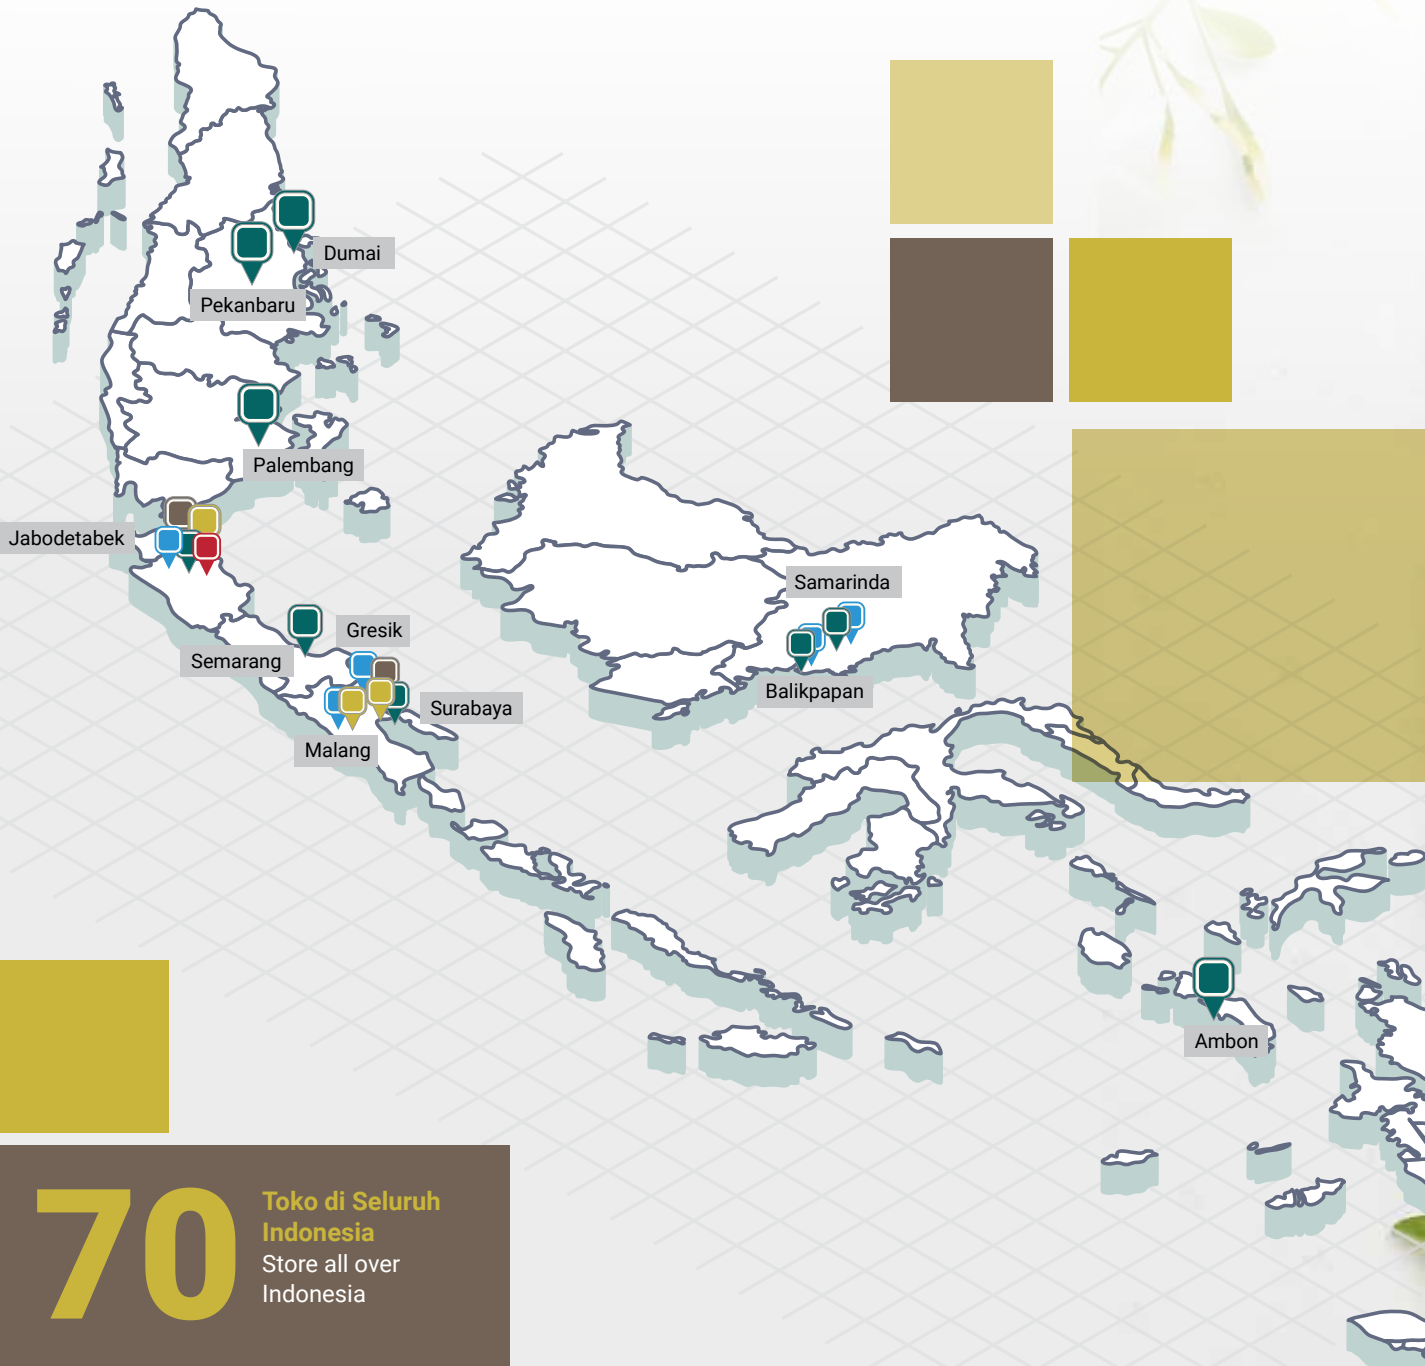 Dumai
Pekanbaru
Palembang
Jabodetabek
Samarinda
Gresik
Semarang
Balikpapan
Surabaya
Malang
Ambon
70
Toko di Seluruh
Indonesia
Store all over
Indonesia